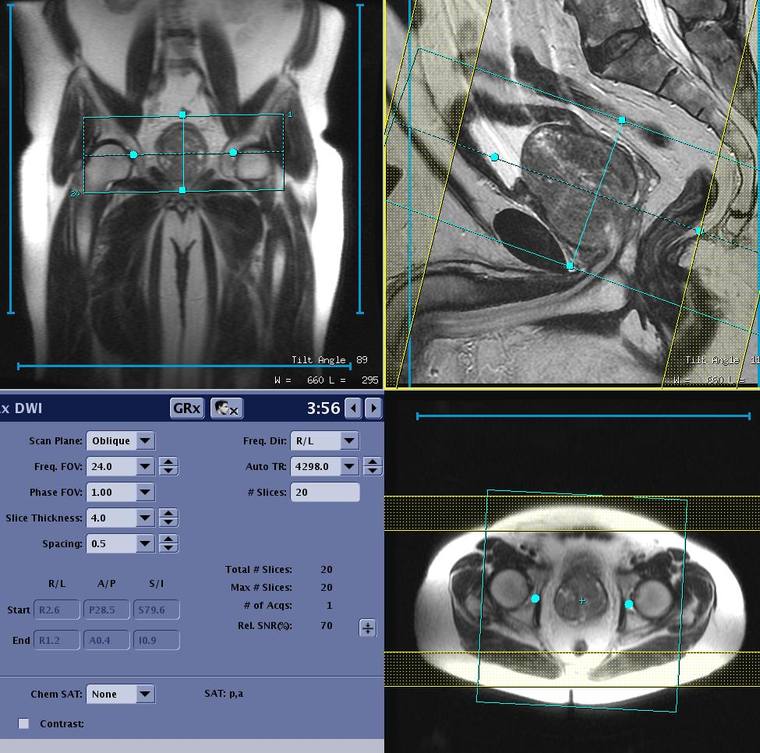 1
20
Tilt Angle 89
W = 660 L = 295
Tilt Angle 11
W = 660 L =
x DWI GRx x 3:56
Scan Plane: Oblique Freq. Dir: R/L
Freq. FOV: 24.0 Auto TR: 4298.0
Phase FOV: 1.00 # Slices: 20
Slice Thickness: 4.0
Spacing: 0.5
Total # Slices: 20
R/L A/P S/I Max # Slices: 20
Start R2.6 P28.5 S79.6 # of Acqs: 1
Rel. SNR(%): 70
End R1.2 A0.4 I0.9
Chem SAT: None SAT: p,a
Contrast: